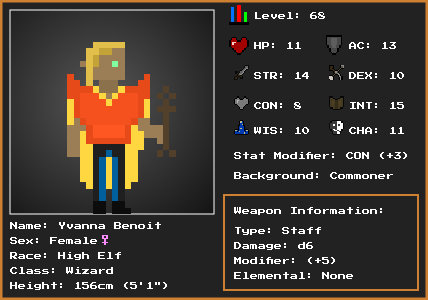 Level: 68
HP: 11
AC: 13
STR: 14
DEX: 10
CON: 8
INT: 15
WIS: 10
CHA: 11
Stat Modifier: CON (+3)
Background: Commoner
Weapon Information:
Type: Staff
Damage: d6
Modifier: (+5)
Elemental: None
Name: Yvanna Benoit
Sex: Female♀
Race: High Elf
Class: Wizard
Height: 156cm (5'1")